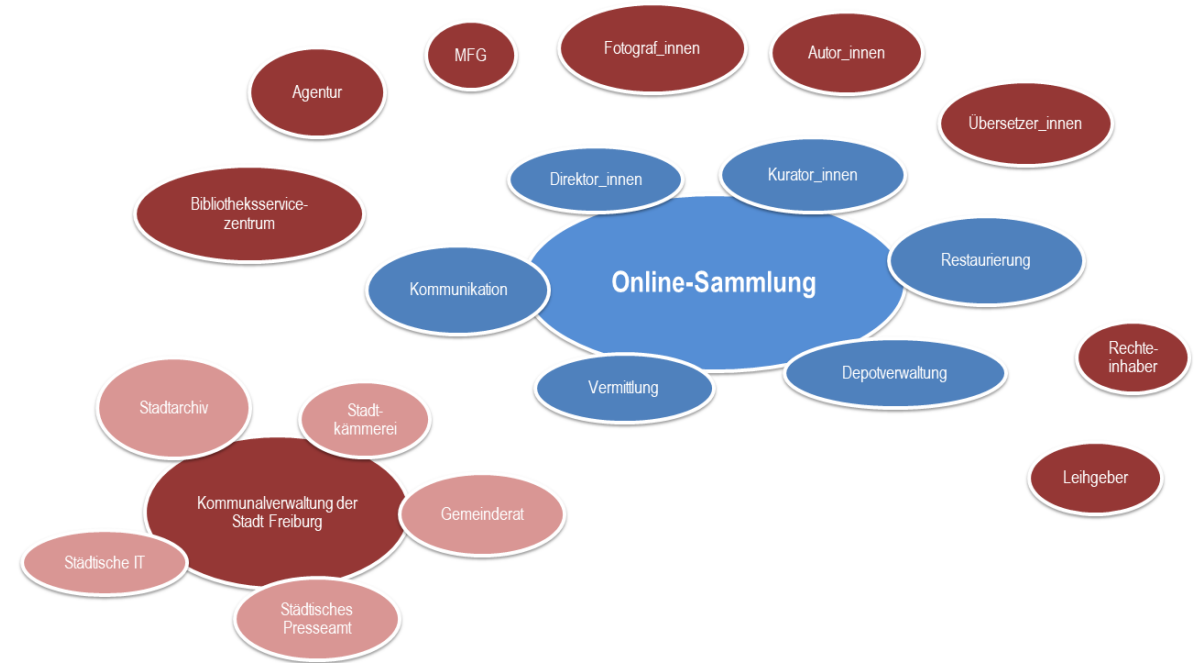 MFG
Fotograf_innen
Autor_innen
Agentur
Übersetzer_innen
Direktor_innen
Kurator_innen
Bibliotheksservice-
zentrum
Restaurierung
Kommunikation
Online-Sammlung
Rechte-
inhaber
Vermittlung
Depotverwaltung
Stadtarchiv
Stadt-
kämmerei
Leihgeber
Kommunalverwaltung der
Stadt Freiburg
Gemeinderat
Städtische IT
Städtisches
Presseamt